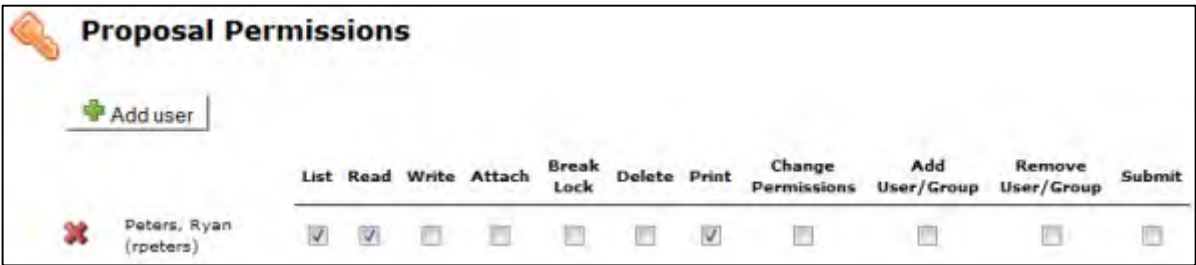 Proposal Permissions
Add user
List Read Write Attach Break Lock Delete Print Change Permissions Add User/Group Remove User/Group Submit
Peters, Ryan
(rpeters)